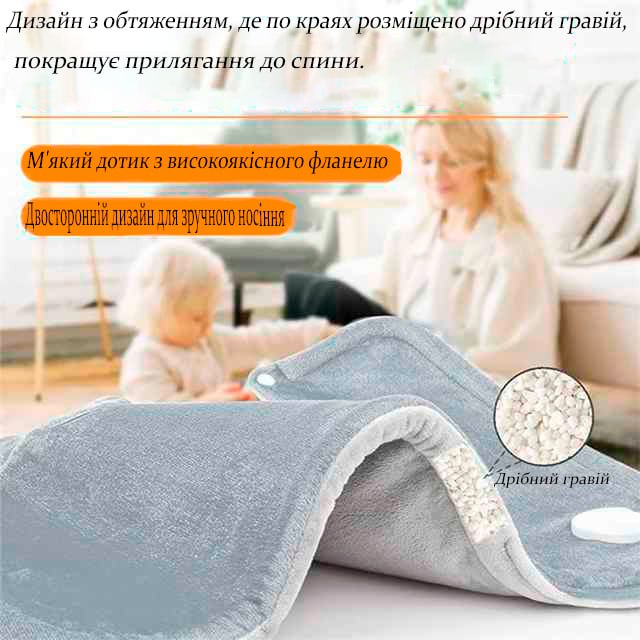 Дизайн з обтяженням, де по краях розміщено дрібний гравій,
покращує прилягання до спини.
М'який дотик з високоякісного фланелю
Двосторонній дизайн для зручного носіння
Дрібний гравій